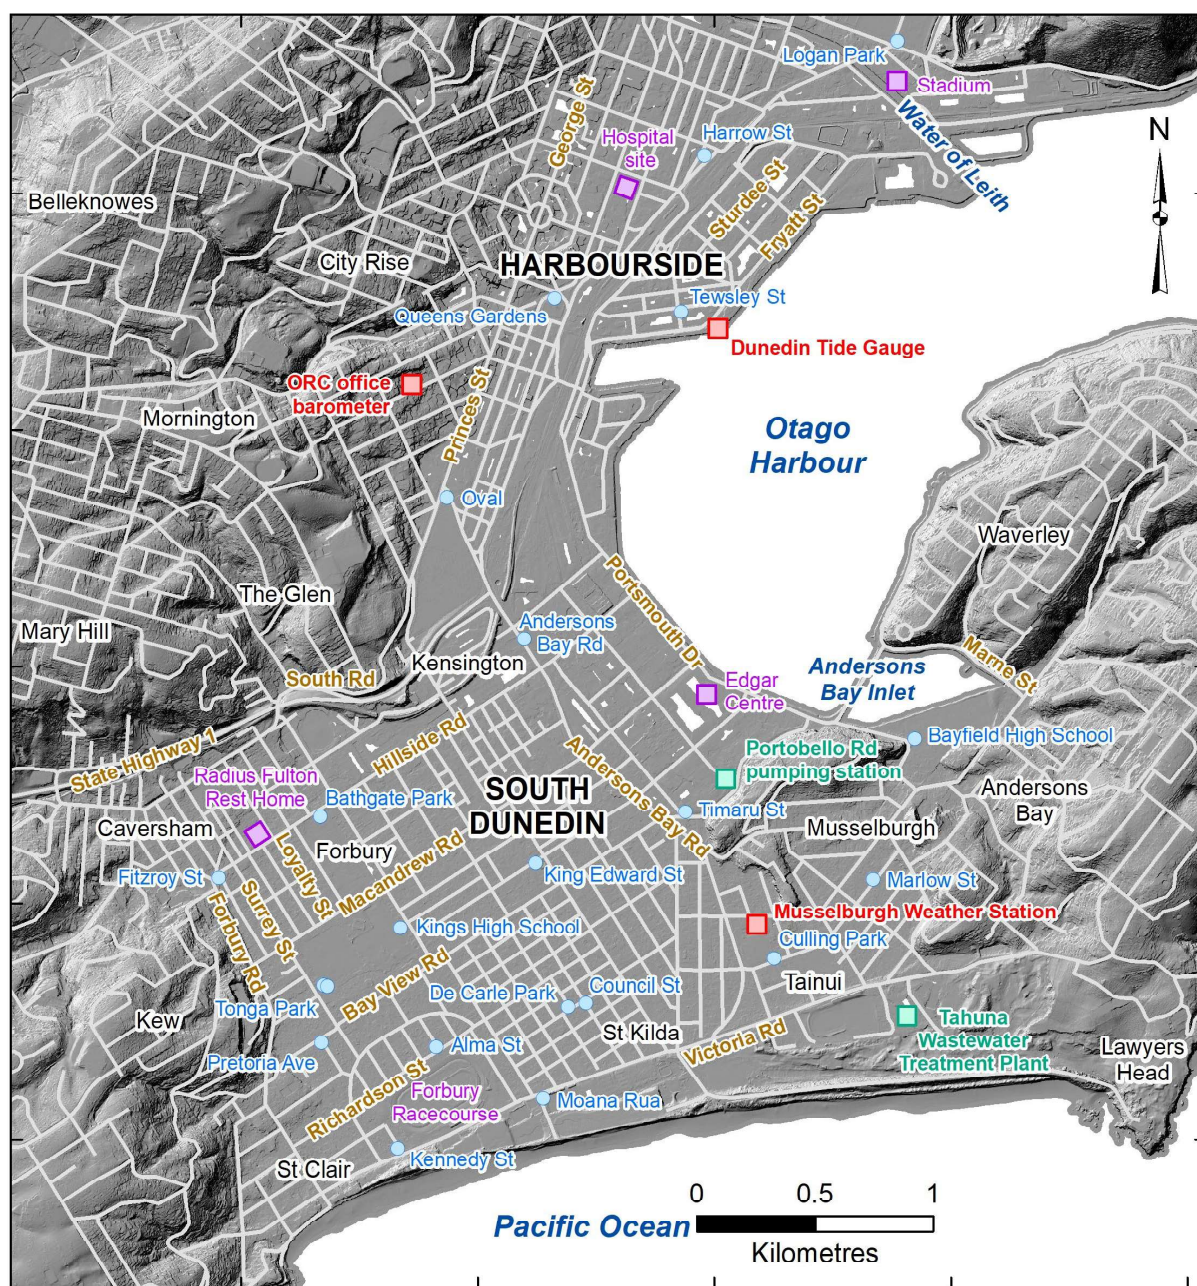 Logan Park
Stadium
George St
Hospital
site
Harrow St
Water of Leith
N
Belleknowes
Sturdee St
Fryatt St
City Rise
HARBOURSIDE
Queens Gardens
Tewsley St
Dunedin Tide Gauge
ORC office
barometer
Mornington
Princes St
Otago
Harbour
Oval
Waverley
The Glen
Mary Hill
Andersons
Bay Rd
Portsmouth Dr
Kensington
South Rd
Andersons
Bay Inlet
Marne St
Edgar
Centre
State Highway 1
Hillside Rd
Bayfield High School
Portobello Rd
pumping station
Radius Fulton
Rest Home
Bathgate Park
SOUTH
DUNEDIN
Andersons Bay Rd
Timaru St
Andersons
Bay
Caversham
Forbury
Musselburgh
Loyalty St
Macandrew Rd
Fitzroy St
King Edward St
Marlow St
Surrey St
Forbury Rd
Kings High School
Musselburgh Weather Station
Culling Park
Bay View Rd
Tonga Park
De Carle Park
Council St
Tainui
Kew
St Kilda
Victoria Rd
Tahuna
Wastewater
Treatment Plant
Pretoria Ave
Alma St
Lawyers
Head
Richardson St
Forbury
Racecourse
Moana Rua
St Clair
Kennedy St
0 0.5 1
Pacific Ocean
Kilometres